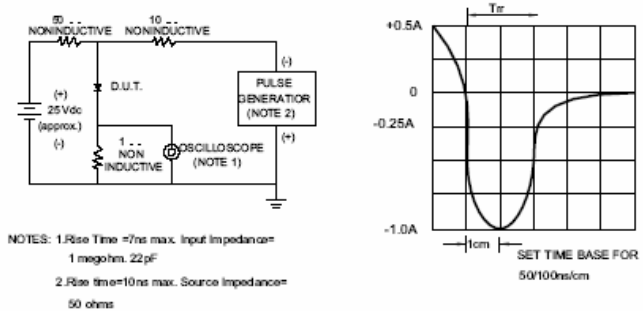 50 ..
NONINDUCTIVE
10 ..
NONINDUCTIVE
(+)
25Vdc
(approx.)
(-)
D.U.T.
1 ..
NON
INDUCTIVE
OSCILLOSCOPE
(NOTE 1)
(-)
PULSE
GENERATIOR
(NOTE 2)
(+)
NOTES: 1.Rise Time =7ns max. Input Impedance=
1 megohm. 22pF
2.Rise time=10ns max. Source Impedance=
50 ohms
Trr
+0.5A
0
-0.25A
-1.0A
1cm
SET TIME BASE FOR
50/100ns/cm